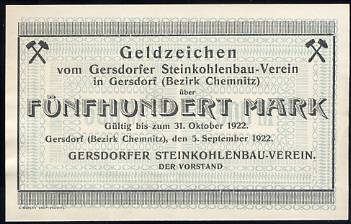 Geldzeichen
vom Gersdorfer Steinkohlenbau-Verein
in Gersdorf (Bezirk Chemnitz)
über
FÜNFHUNDERT MARK
Gültig bis zum 31. Oktober 1922.
Gersdorf (Bezirk Chemnitz), den 5. September 1922.
GERSDORFER STEINKOHLENBAU-VEREIN.
DER VORSTAND